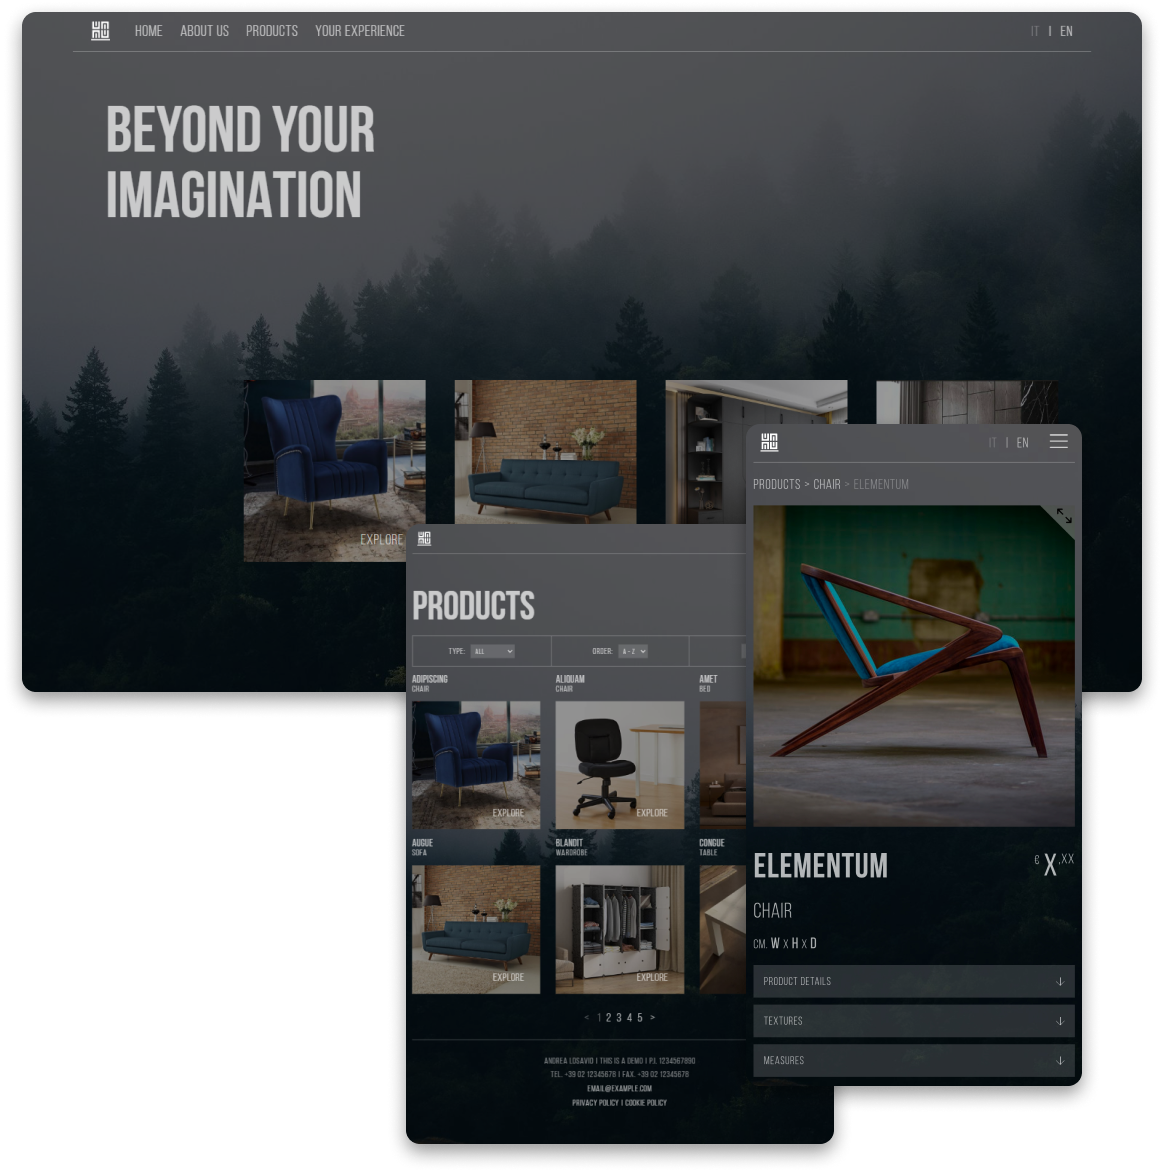 HOME ABOUT US PRODUCTS YOUR EXPERIENCE IT | EN
BEYOND YOUR
IMAGINATION
EXPLORE
PRODUCTS
TYPE: ALL ORDER: A - Z
ADIPISCING ALIQUAM AMET
CHAIR CHAIR BED
EXPLORE EXPLORE
AUGUE BLANDIT CONGUE
SOFA WARDROBE TABLE
EXPLORE EXPLORE
< 1 2 3 4 5 >
ANDREA LOSAVIO | THIS IS A DEMO | P.I. 1234567890
TEL. +39 02 12345678 | FAX. +39 02 12345678
EMAIL@EXAMPLE.COM
PRIVACY POLICY | COOKIE POLICY
IT | EN
PRODUCTS > CHAIR > ELEMENTUM
ELEMENTUM € X,XX
CHAIR
CM. W X H X D
PRODUCT DETAILS
TEXTURES
MEASURES